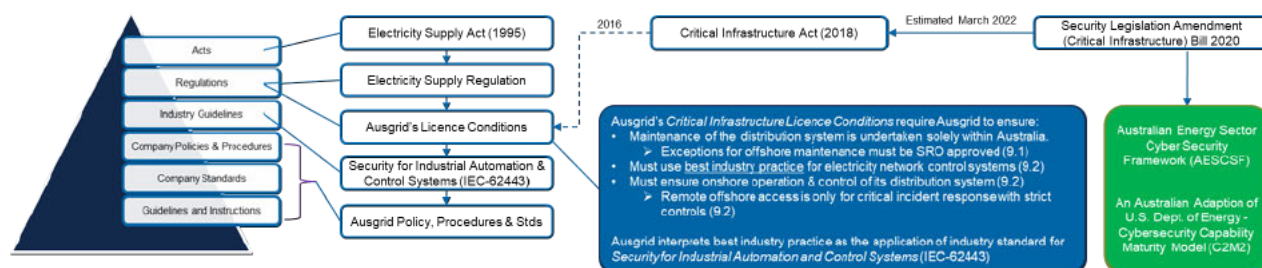 Acts
Regulations
Industry Guidelines
Company Policies & Procedures
Company Standards
Guidelines and Instructions
Electricity Supply Act (1995)
Electricity Supply Regulation
Ausgrid's Licence Conditions
Security for Industrial Automation &
Control Systems (IEC-62443)
Ausgrid Policy, Procedures & Stds
2016
Critical Infrastructure Act (2018)
Estimated March 2022
Security Legislation Amendment
(Critical Infrastructure) Bill 2020
Ausgrid's Critical Infrastructure Licence Conditions require Ausgrid to ensure:
• Maintenance of the distribution system is undertaken solely within Australia.
➤ Exceptions for offshore maintenance must be SRO approved (9.1)
• Must use best industry practice for electricity network control systems (9.2)
• Must ensure onshore operation & control of its distribution system (9.2)
➤ Remote offshore access is only for critical incident response with strict
controls (9.2)
Ausgrid interprets best industry practice as the application of industry standard for
Security for Industrial Automation and Control Systems (IEC-62443)
Australian Energy Sector
Cyber Security
Framework (AESCSF)
An Australian Adaption of
U.S. Dept. of Energy -
Cybersecurity Capability
Maturity Model (C2M2)